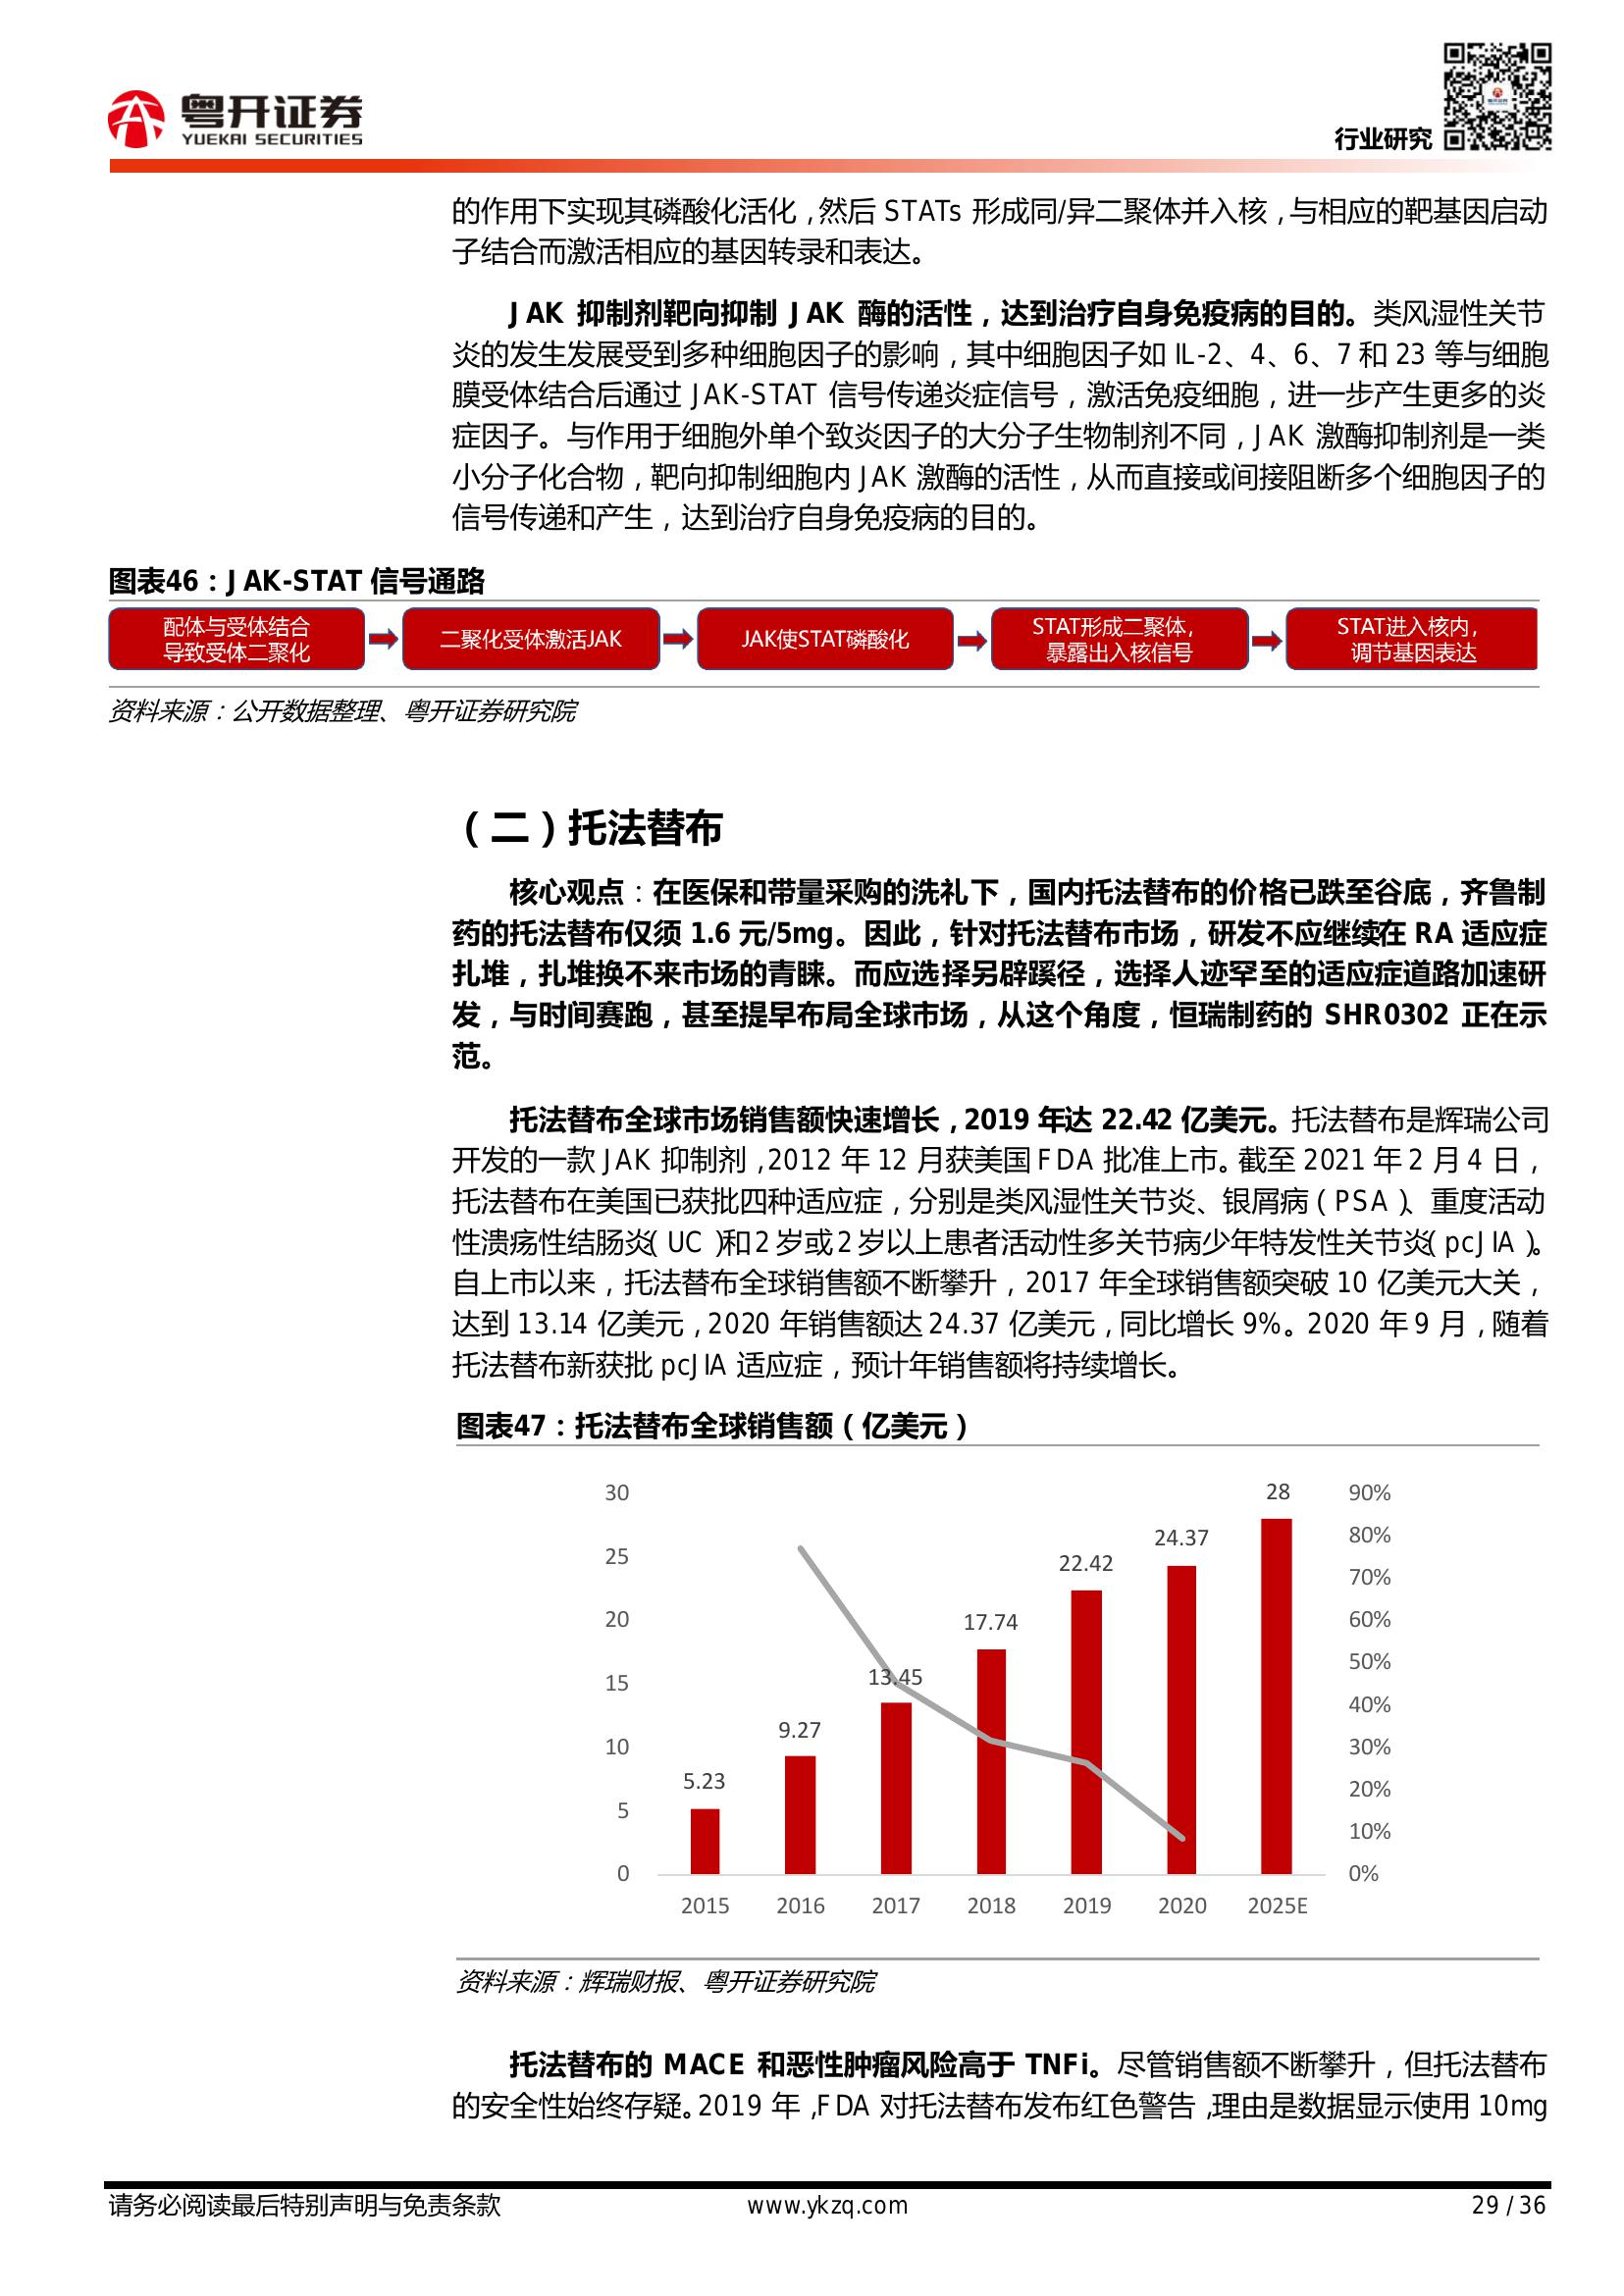 粤开证券
YUEKAI SECURITIES
行业研究
的作用下实现其磷酸化活化，然后 STATs 形成同/异二聚体并入核，与相应的靶基因启动
子结合而激活相应的基因转录和表达。
JAK 抑制剂靶向抑制 JAK 酶的活性，达到治疗自身免疫病的目的。类风湿性关节
炎的发生发展受到多种细胞因子的影响，其中细胞因子如 IL-2、4、6、7 和 23 等与细胞
膜受体结合后通过 JAK-STAT 信号传递炎症信号，激活免疫细胞，进一步产生更多的炎
症因子。与作用于细胞外单个致炎因子的大分子生物制剂不同，JAK 激酶抑制剂是一类
小分子化合物，靶向抑制细胞内 JAK 激酶的活性，从而直接或间接阻断多个细胞因子的
信号传递和产生，达到治疗自身免疫病的目的。
图表46：JAK-STAT 信号通路
配体与受体结合
导致受体二聚化
二聚化受体激活JAK
JAK使STAT磷酸化
STAT形成二聚体，
暴露出入核信号
STAT进入核内，
调节基因表达
资料来源：公开数据整理、粤开证券研究院
（二）托法替布
核心观点：在医保和带量采购的洗礼下，国内托法替布的价格已跌至谷底，齐鲁制
药的托法替布仅须 1.6 元/5mg。因此，针对托法替布市场，研发不应继续在 RA 适应症
扎堆，扎堆换不来市场的青睐。而应选择另辟蹊径，选择人迹罕至的适应症道路加速研
发，与时间赛跑，甚至提早布局全球市场，从这个角度，恒瑞制药的 SHR0302 正在示
范。
托法替布全球市场销售额快速增长，2019 年达 22.42 亿美元。托法替布是辉瑞公司
开发的一款 JAK 抑制剂，2012 年 12 月获美国 FDA 批准上市。截至 2021 年 2 月 4 日，
托法替布在美国已获批四种适应症，分别是类风湿性关节炎、银屑病（PSA）、重度活动
性溃疡性结肠炎（UC）和 2 岁或 2 岁以上患者活动性多关节病少年特发性关节炎（pcJIA）。
自上市以来，托法替布全球销售额不断攀升，2017 年全球销售额突破 10 亿美元大关，
达到 13.14 亿美元，2020 年销售额达 24.37 亿美元，同比增长 9%。2020 年 9 月，随着
托法替布新获批 pcJIA 适应症，预计年销售额将持续增长。
图表47：托法替布全球销售额（亿美元）
30
25
20
15
10
5
0
5.23
9.27
13.45
17.74
22.42
24.37
28
90%
80%
70%
60%
50%
40%
30%
20%
10%
0%
2015
2016
2017
2018
2019
2020
2025E
资料来源：辉瑞财报、粤开证券研究院
托法替布的 MACE 和恶性肿瘤风险高于 TNFi。尽管销售额不断攀升，但托法替布
的安全性始终存疑。2019 年，FDA 对托法替布发布红色警告，理由是数据显示使用 10mg
请务必阅读最后特别声明与免责条款
www.ykzq.com
29 / 36